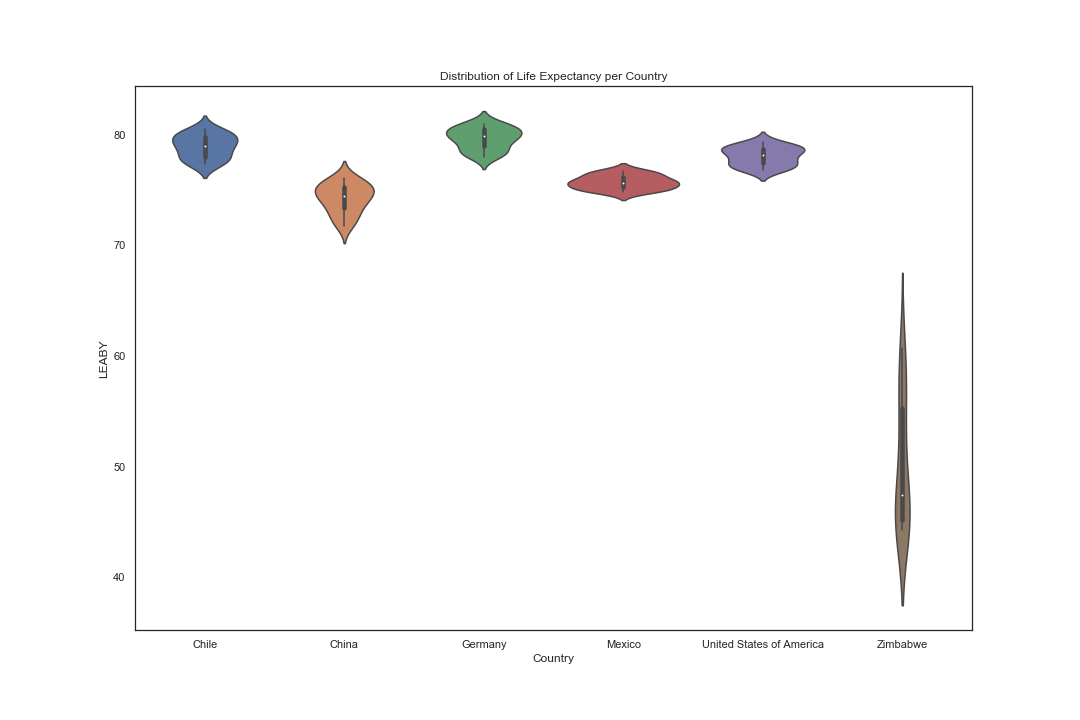 Distribution of Life Expectancy per Country
80
70
60
50
40
LEABY
Chile China Germany Mexico United States of America Zimbabwe
Country